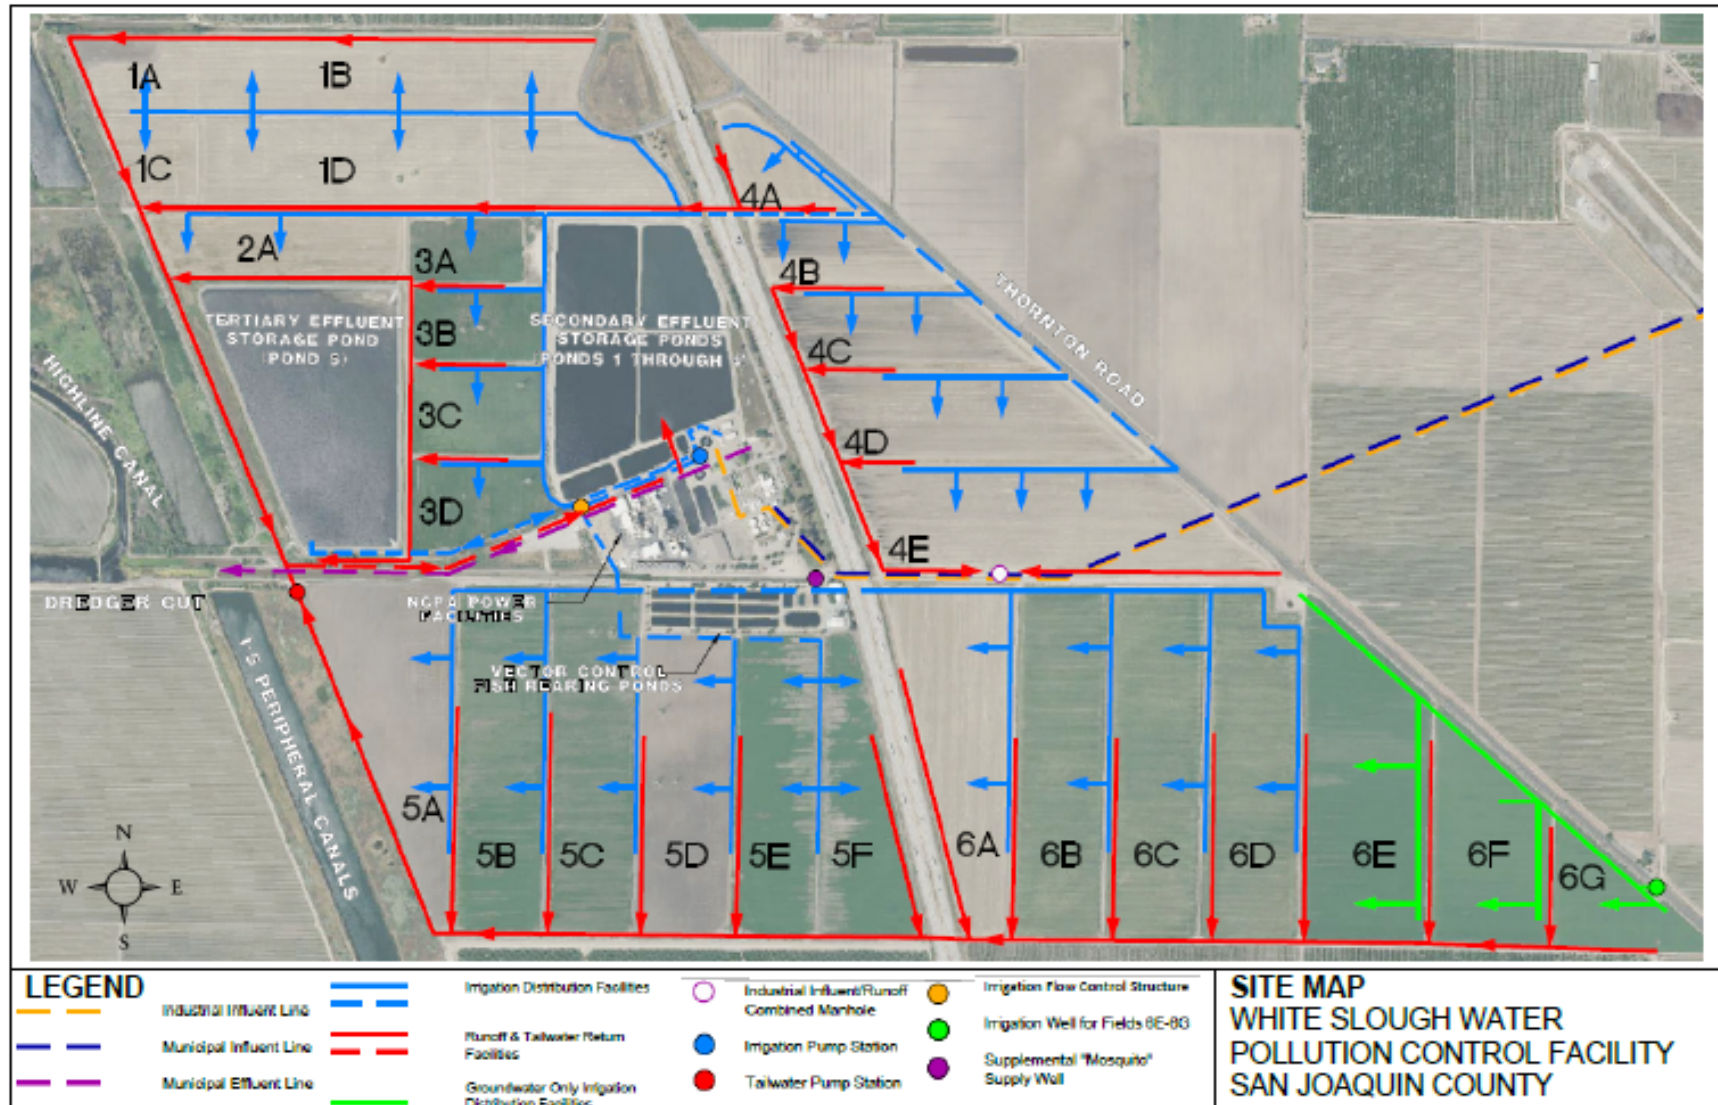 1A
1B
1C
1D
2A
3A
3B
3C
3D
4A
4B
4C
4D
4E
TERTIARY EFFLUENT
STORAGE POND
(POND 5)
SECONDARY EFFLUENT
STORAGE PONDS
(PONDS 1 THROUGH
THORNTON ROAD
HIGHLINE CANAL
DREDGER CUT
I-5 PERIPHERAL CANALS
POWER
FACILITIES
VECTOR CONTROL
FISH REARING PONDS
5A
5B
5C
5D
5E
5F
6A
6B
6C
6D
6E
6F
6G
N
W
E
S
LEGEND
Industrial Influent Line
Municipal Influent Line
Municipal Effluent Line
Irrigation Distribution Facilities
Runoff & Tailwater Return
Facilities
Groundwater Only Irrigation
Distribution Facilities
Industrial Influent/Runoff
Combined Manhole
Irrigation Pump Station
Tailwater Pump Station
Irrigation Flow Control Structure
Irrigation Well for Fields 6E-6G
Supplemental "Mosquito"
Supply Well
SITE MAP
WHITE SLOUGH WATER
POLLUTION CONTROL FACILITY
SAN JOAQUIN COUNTY